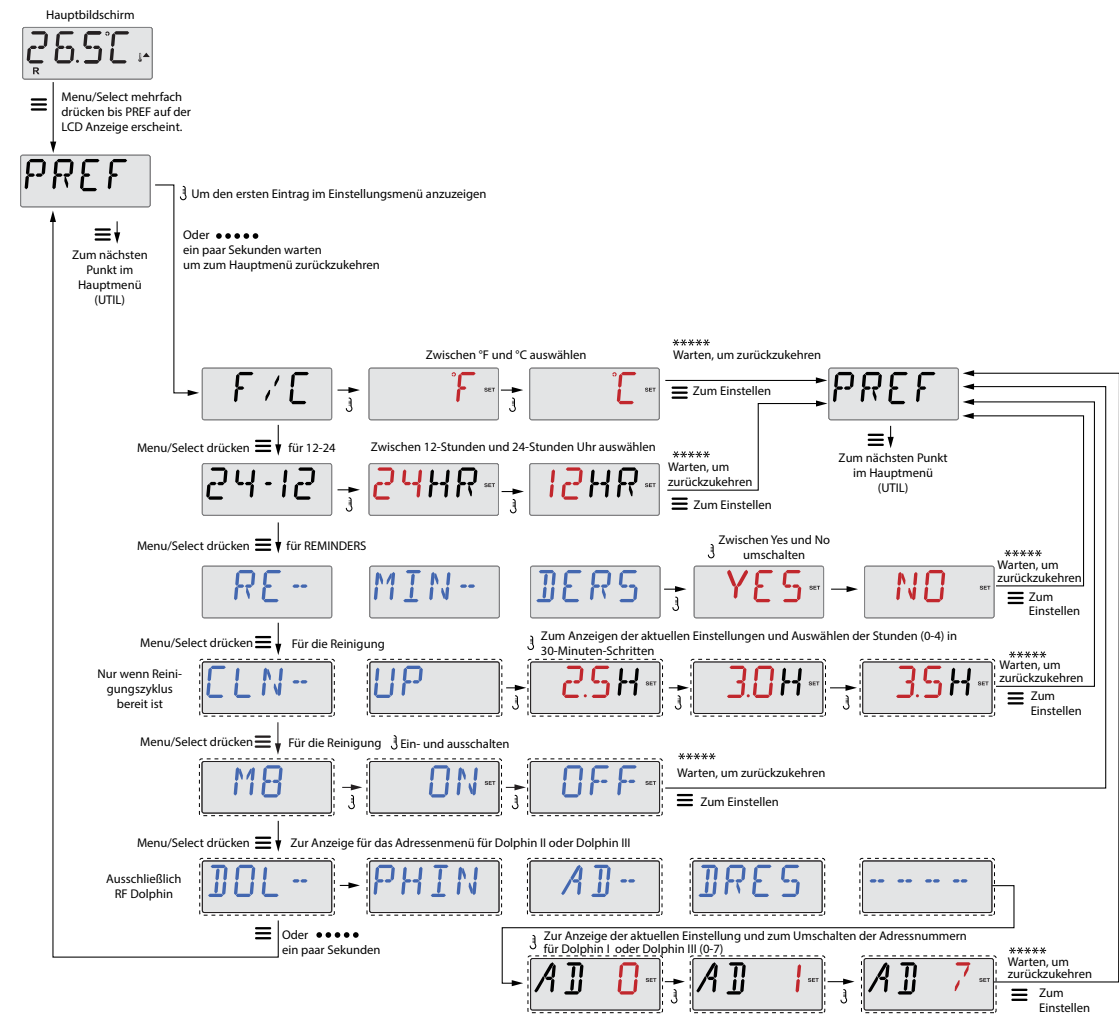 Hauptbildschirm
26.5°C
R
Menu/Select mehrfach
drücken bis PREF auf der
LCD Anzeige erscheint.
PREF
Um den ersten Eintrag im Einstellungsmenü anzuzeigen
Oder •••••
ein paar Sekunden warten
um zum Hauptmenü zurückzukehren
Zum nächsten
Punkt im
Hauptmenü
(UTIL)
Zwischen °F und °C auswählen
*****
Warten, um zurückzukehren
F/C
°F SET
°C SET
Zum Einstellen
PREF
Zum nächsten Punkt
im Hauptmenü
(UTIL)
Menu/Select drücken für 12-24
Zwischen 12-Stunden und 24-Stunden Uhr auswählen
*****
Warten, um
zurückzukehren
24-12
24HR SET
12HR SET
Zum Einstellen
Menu/Select drücken für REMINDERS
Zwischen Yes und No
umschalten
*****
Warten, um
zurückzukehren
RE-
MIN-
DERS
YES SET
NO SET
Zum
Einstellen
Menu/Select drücken Für die Reinigung
Zum Anzeigen der aktuellen Einstellungen und Auswählen der Stunden (0-4) in
30-Minuten-Schritten
*****
Warten, um
zurückzukehren
Nur wenn Reini-
gungszyklus
bereit ist
CLN-
UP
2.5H SET
3.0H SET
3.5H SET
Zum
Einstellen
Menu/Select drücken Für die Reinigung Ein- und ausschalten
*****
Warten, um zurückzukehren
M8
ON SET
OFF SET
Zum Einstellen
Menu/Select drücken Zur Anzeige für das Adressenmenü für Dolphin II oder Dolphin III
Ausschließlich
RF Dolphin
DOL-
PHIN
AD-
DRES
----
Oder •••••
ein paar Sekunden
Zur Anzeige der aktuellen Einstellung und zum Umschalten der Adressnummern
für Dolphin I oder Dolphin III (0-7)
*****
Warten, um
zurückzukehren
AD 0 SET
AD 1 SET
AD 7 SET
Zum
Einstellen